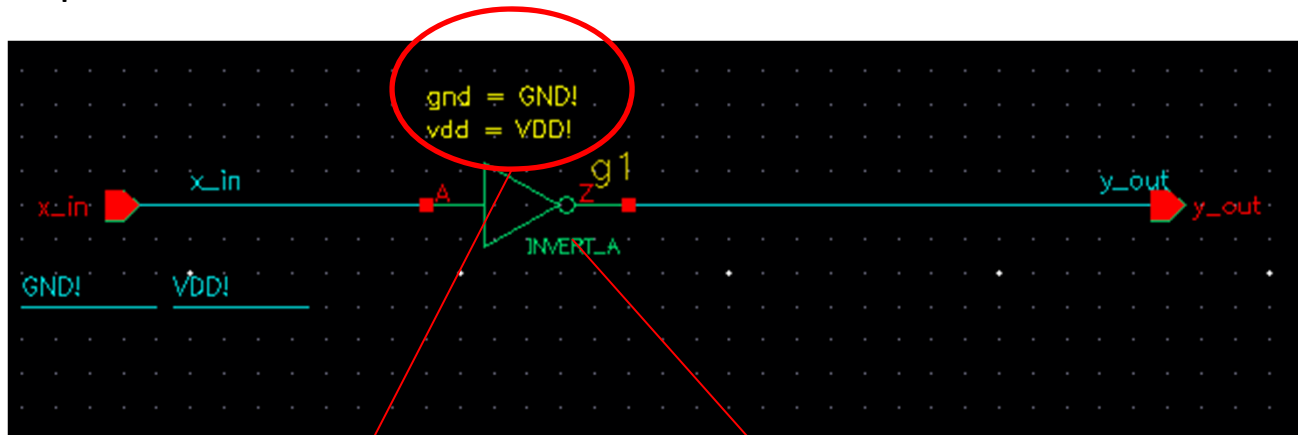 gnd = GND!
vdd = VDD!
g1
x_in
y_out
x_in
A
Z
y_out
INVERT_A
GND!
VDD!